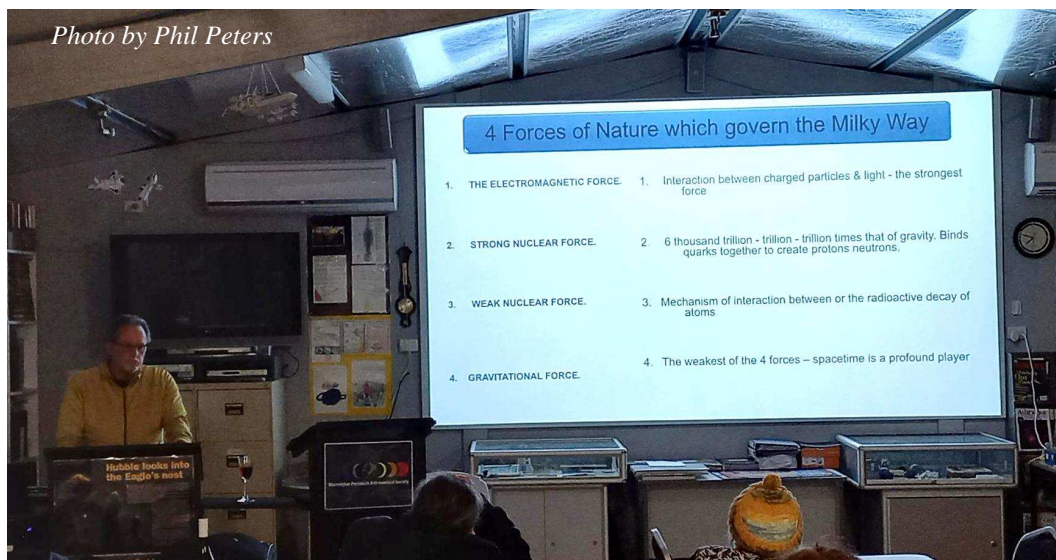 Photo by Phil Peters
4 Forces of Nature which govern the Milky Way
1. THE ELECTROMAGNETIC FORCE.
1. Interaction between charged particles & light - the strongest
force
2. STRONG NUCLEAR FORCE.
2. 6 thousand trillion - trillion - trillion times that of gravity. Binds
quarks together to create protons neutrons.
3. WEAK NUCLEAR FORCE.
3. Mechanism of interaction between or the radioactive decay of
atoms
4. GRAVITATIONAL FORCE.
4. The weakest of the 4 forces – spacetime is a profound player
Hubble looks into
the Eagle's nest
Mornington Peninsula Astronomical Society